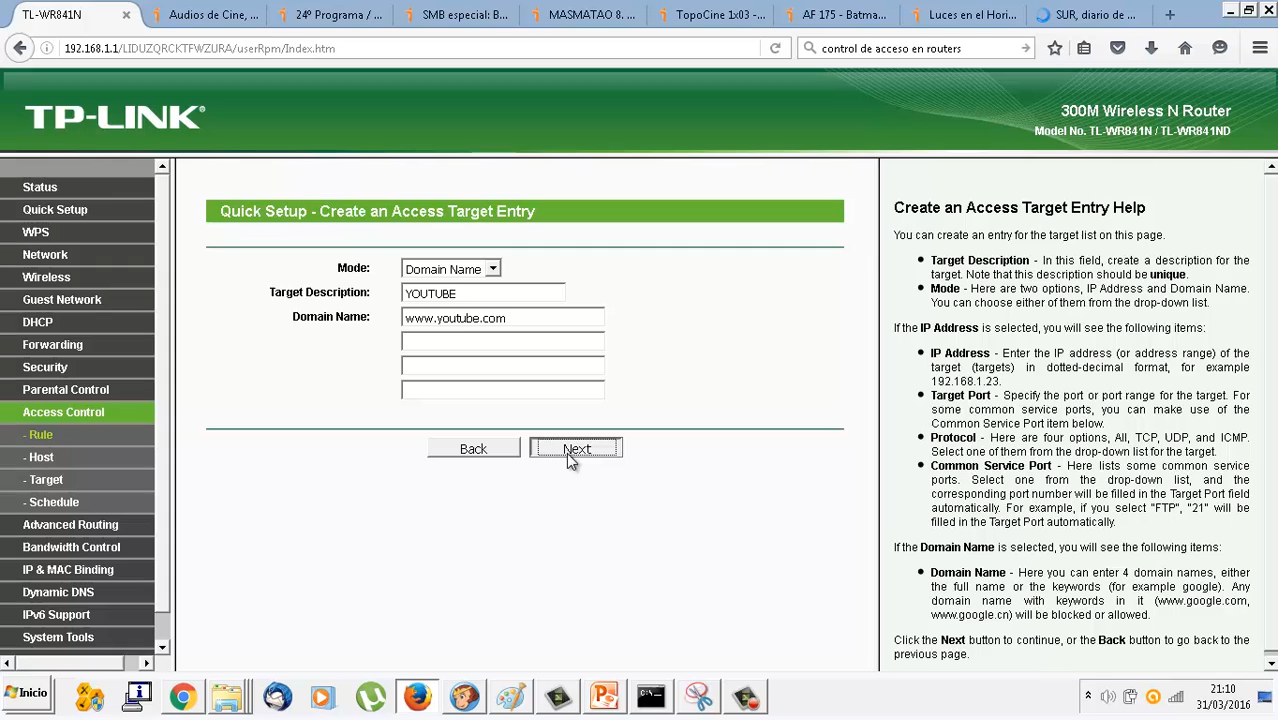 TL-WR841N
Audios de Cine, ...
24º Programa / ...
SMB especial: B...
MASMATAO 8. ...
TopoCine 1x03 - ...
AF 175 - Batma...
Luces en el Hori...
SUR, diario de ...
192.168.1.1/LIDUZQRCKTFWZURA/userRpm/Index.htm
control de acceso en routers
TP-LINK®
300M Wireless N Router
Model No. TL-WR841N / TL-WR841ND
Status
Quick Setup
WPS
Network
Wireless
Guest Network
DHCP
Forwarding
Security
Parental Control
Access Control
- Rule
- Host
- Target
- Schedule
Advanced Routing
Bandwidth Control
IP & MAC Binding
Dynamic DNS
IPv6 Support
System Tools
Quick Setup - Create an Access Target Entry
Mode: Domain Name
Target Description: YOUTUBE
Domain Name: www.youtube.com
Back Next
Create an Access Target Entry Help
You can create an entry for the target list on this page.
Target Description - In this field, create a description for the
target. Note that this description should be unique.
Mode - Here are two options, IP Address and Domain Name.
You can choose either of them from the drop-down list.
If the IP Address is selected, you will see the following items:
IP Address - Enter the IP address (or address range) of the
target (targets) in dotted-decimal format, for example
192.168.1.23.
Target Port - Specify the port or port range for the target. For
some common service ports, you can make use of the
Common Service Port item below.
Protocol - Here are four options, All, TCP, UDP, and ICMP.
Select one of them from the drop-down list for the target.
Common Service Port - Here lists some common service
ports. Select one from the drop-down list, and the
corresponding port number will be filled in the Target Port field
automatically. For example, if you select "FTP", "21" will be
filled in the Target Port automatically.
If the Domain Name is selected, you will see the following items:
Domain Name - Here you can enter 4 domain names, either
the full name or the keywords (for example google). Any
domain name with keywords in it (www.google.com,
www.google.cn) will be blocked or allowed.
Click the Next button to continue, or the Back button to go back to the
previous page.
Inicio
21:10
31/03/2016